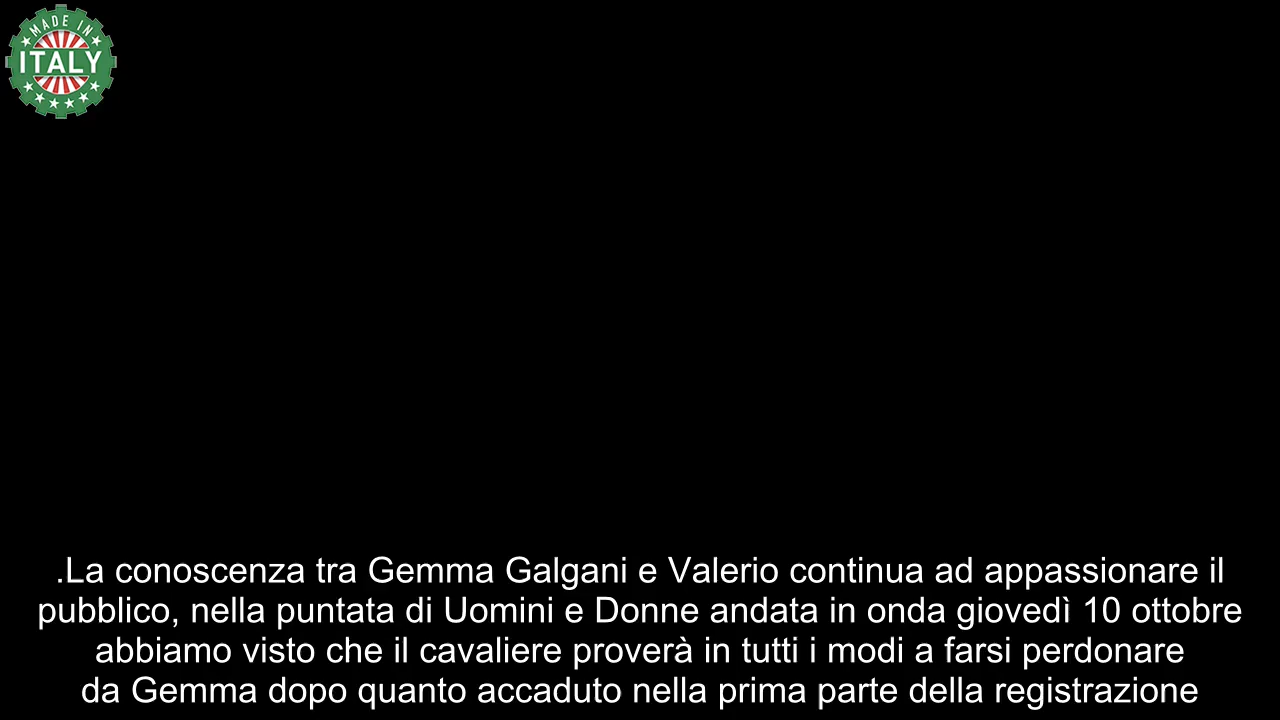 MADE IN
ITALY
.La conoscenza tra Gemma Galgani e Valerio continua ad appassionare il
pubblico, nella puntata di Uomini e Donne andata in onda giovedì 10 ottobre
abbiamo visto che il cavaliere proverà in tutti i modi a farsi perdonare
da Gemma dopo quanto accaduto nella prima parte della registrazione